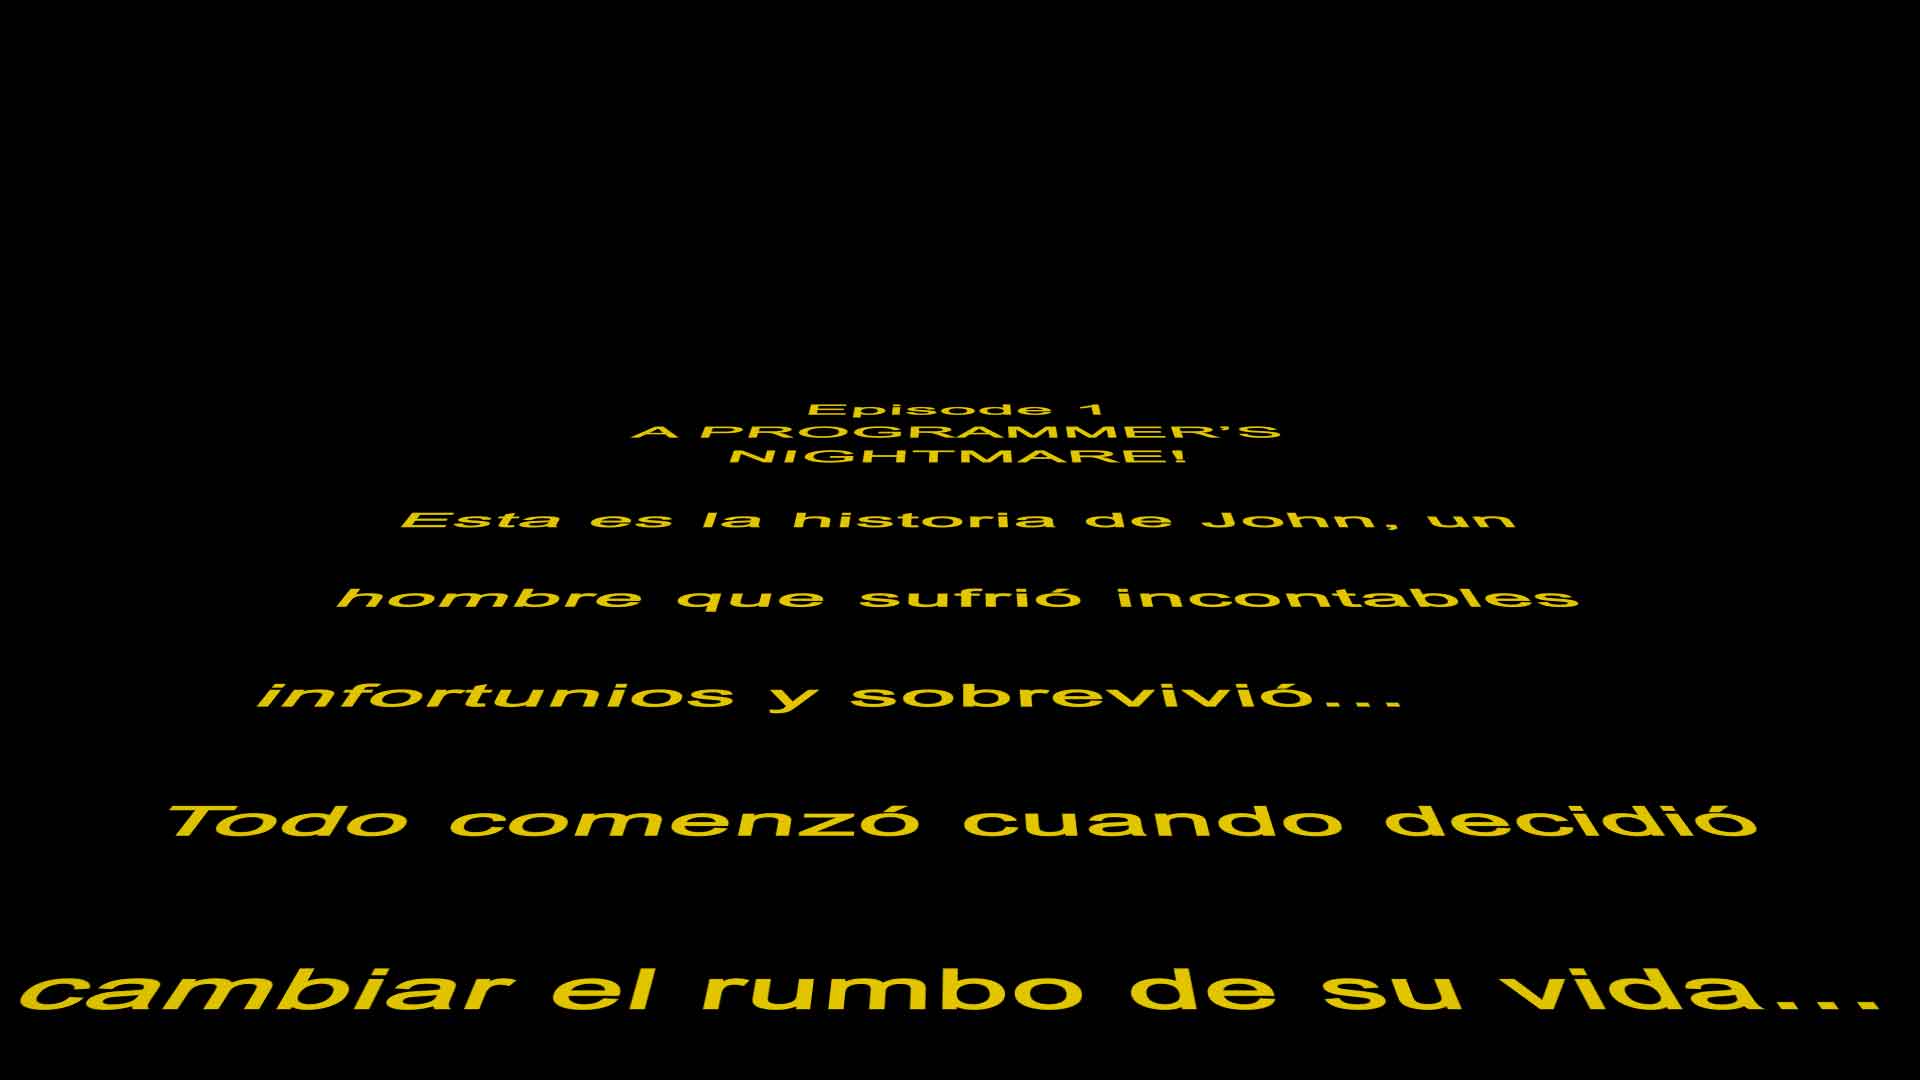 Episode 1
A PROGRAMMER’S
NIGHTMARE!
Esta es la historia de John, un
hombre que sufrió incontables
infortunios y sobrevivió...
Todo comenzó cuando decidió
cambiar el rumbo de su vida...